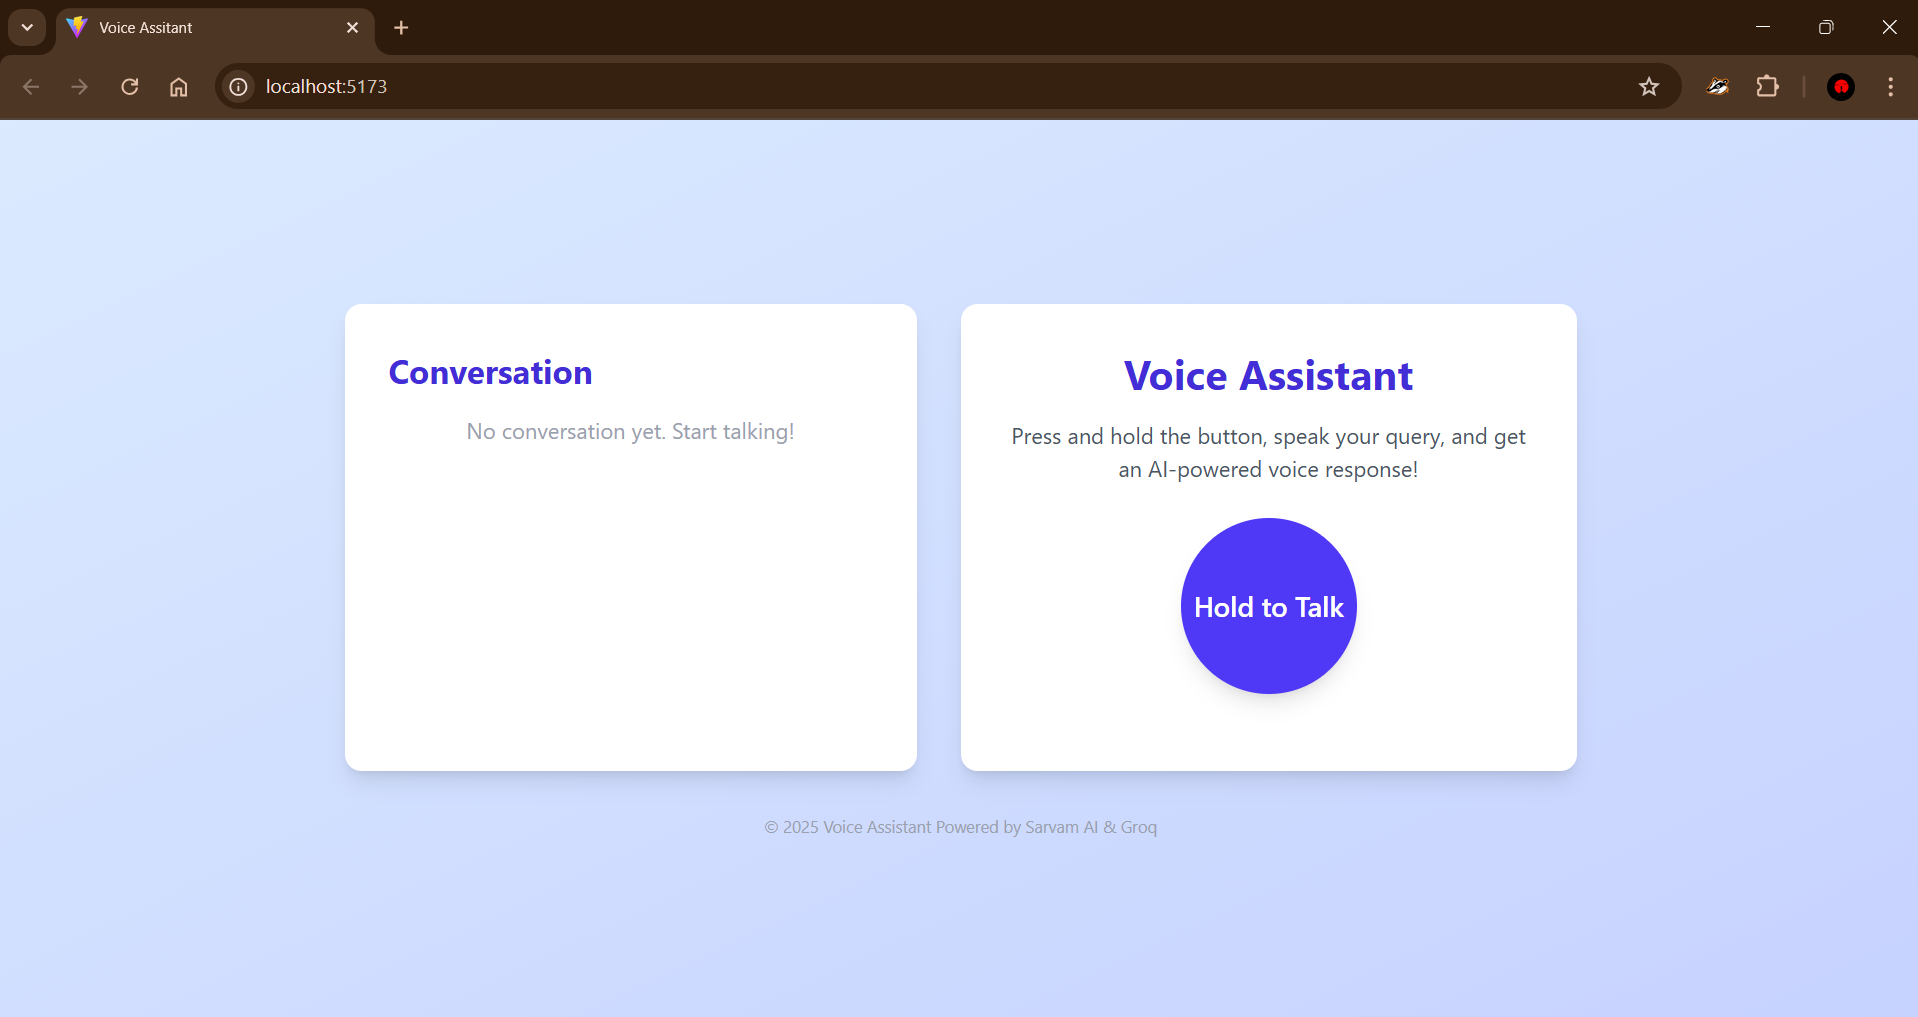 Voice Assitant
localhost:5173
Conversation
No conversation yet. Start talking!
Voice Assistant
Press and hold the button, speak your query, and get
an AI-powered voice response!
Hold to Talk
© 2025 Voice Assistant Powered by Sarvam AI & Groq